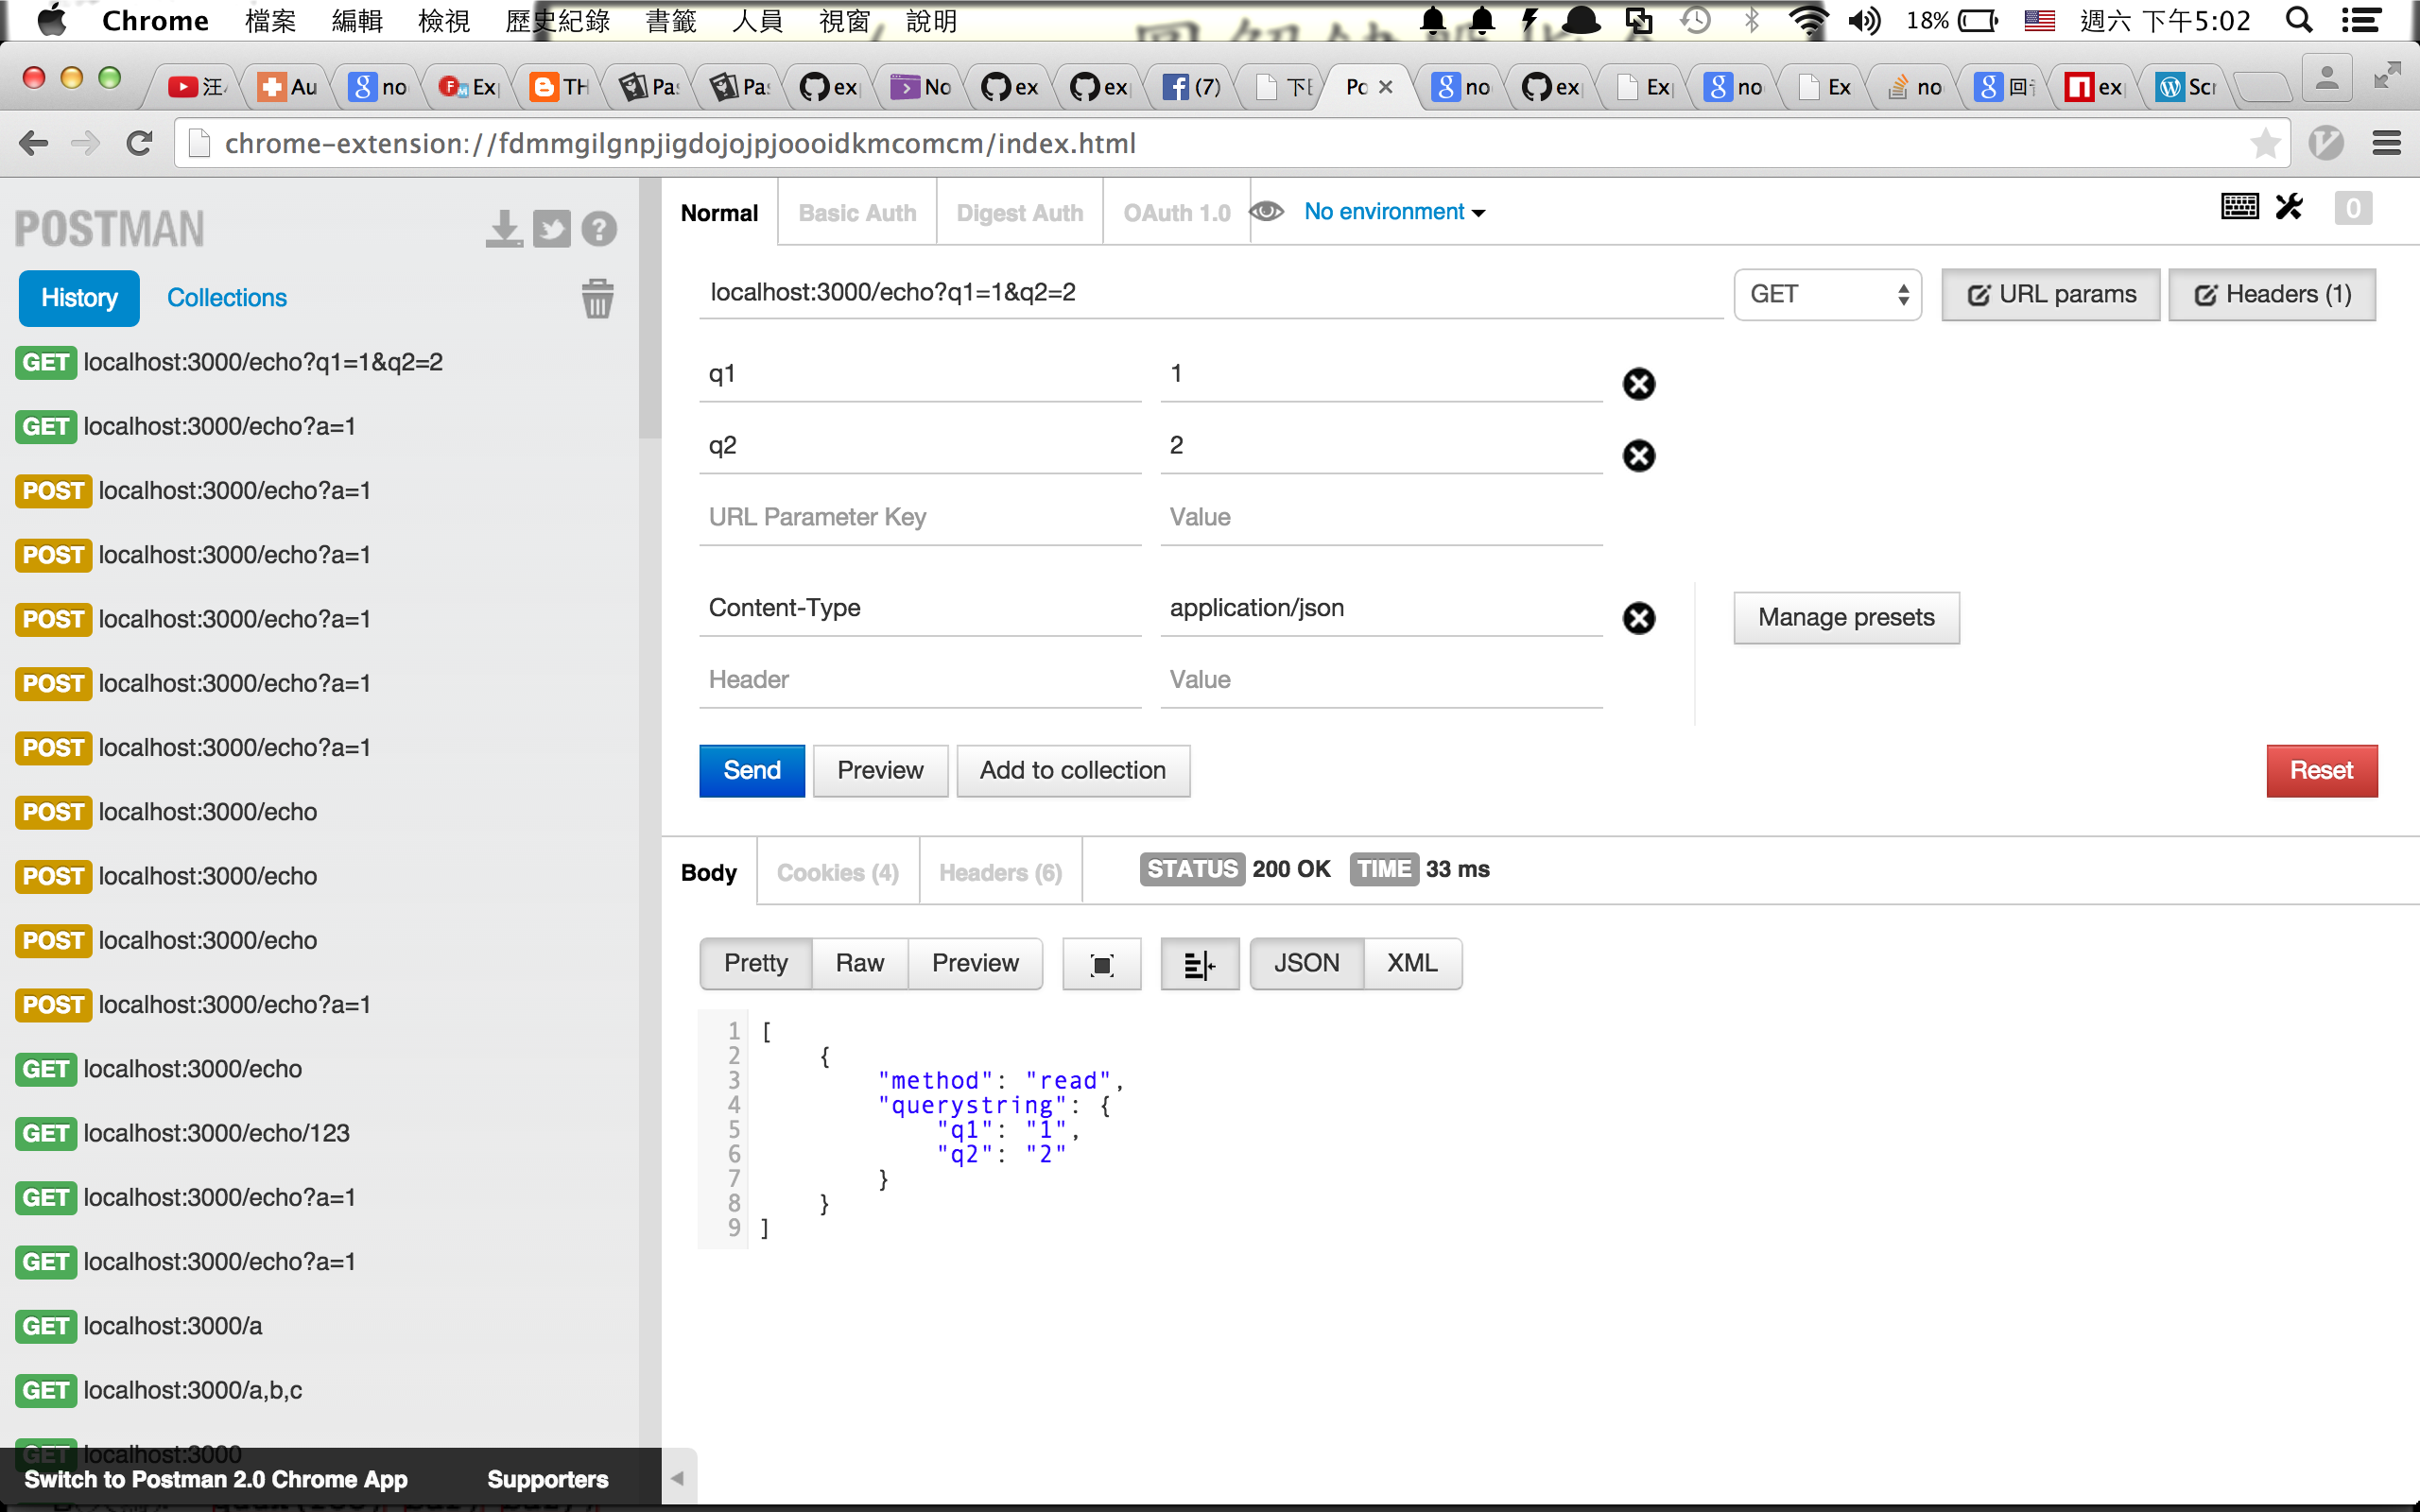 Chrome 檔案 編輯 檢視 歷史紀錄 書籤 人員 視窗 說明 18% 週六 下午5:02
Au no Ex TH Pas Pas ex No ex ex (7) Po no ex Ex no Ex no ex Scr
chrome-extension://fdmmgilgnpjigdojojpjoooidkmcomcm/index.html
POSTMAN
History Collections
GET localhost:3000/echo?q1=1&q2=2
GET localhost:3000/echo?a=1
POST localhost:3000/echo?a=1
POST localhost:3000/echo?a=1
POST localhost:3000/echo?a=1
POST localhost:3000/echo?a=1
POST localhost:3000/echo?a=1
POST localhost:3000/echo
POST localhost:3000/echo
POST localhost:3000/echo
POST localhost:3000/echo?a=1
GET localhost:3000/echo
GET localhost:3000/echo/123
GET localhost:3000/echo?a=1
GET localhost:3000/echo?a=1
GET localhost:3000/a
GET localhost:3000/a,b,c
GET localhost:3000
Switch to Postman 2.0 Chrome App Supporters
Normal Basic Auth Digest Auth OAuth 1.0 No environment 0
localhost:3000/echo?q1=1&q2=2 GET URL params Headers (1)
q1 1
q2 2
URL Parameter Key Value
Content-Type application/json Manage presets
Header Value
Send Preview Add to collection Reset
Body Cookies (4) Headers (6) STATUS 200 OK TIME 33 ms
Pretty Raw Preview JSON XML
1 [
2 {
3 "method": "read",
4 "querystring": {
5 "q1": "1",
6 "q2": "2"
7 }
8 }
9 ]